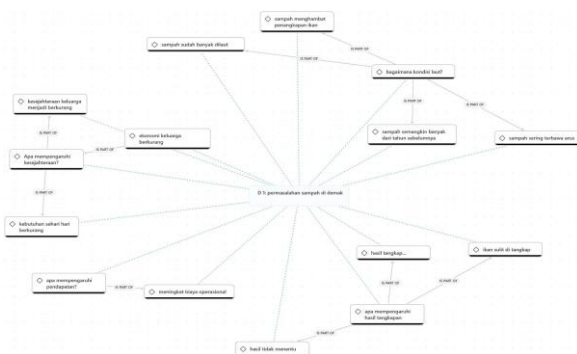 sampah menghambat
penangkapan ikan
sampah sudah banyak dilaut
IS PART OF
IS PART OF
bagaimana kondisi laut?
kesejahteraan keluarga
menjadi berkurang
IS PART OF
IS PART OF
IS PART OF
ekonomi keluarga
berkurang
sampah semangkin banyak
dari tahun sebelumnya
sampah sering terbawa arus
IS PART OF
Apa mempengaruhi
kesejahteraan?
IS PART OF
D 1: permasalahan sampah di demak
kebutuhan sehari hari
berkurang
hasil tangkap...
ikan sulit di tangkap
IS PART OF
IS PART OF
apa mempengaruhi
pendapatan?
IS PART OF
meningkat biaya operasional
apa mempengaruhi
hasil tangkapan
IS PART OF
hasil tidak menentu